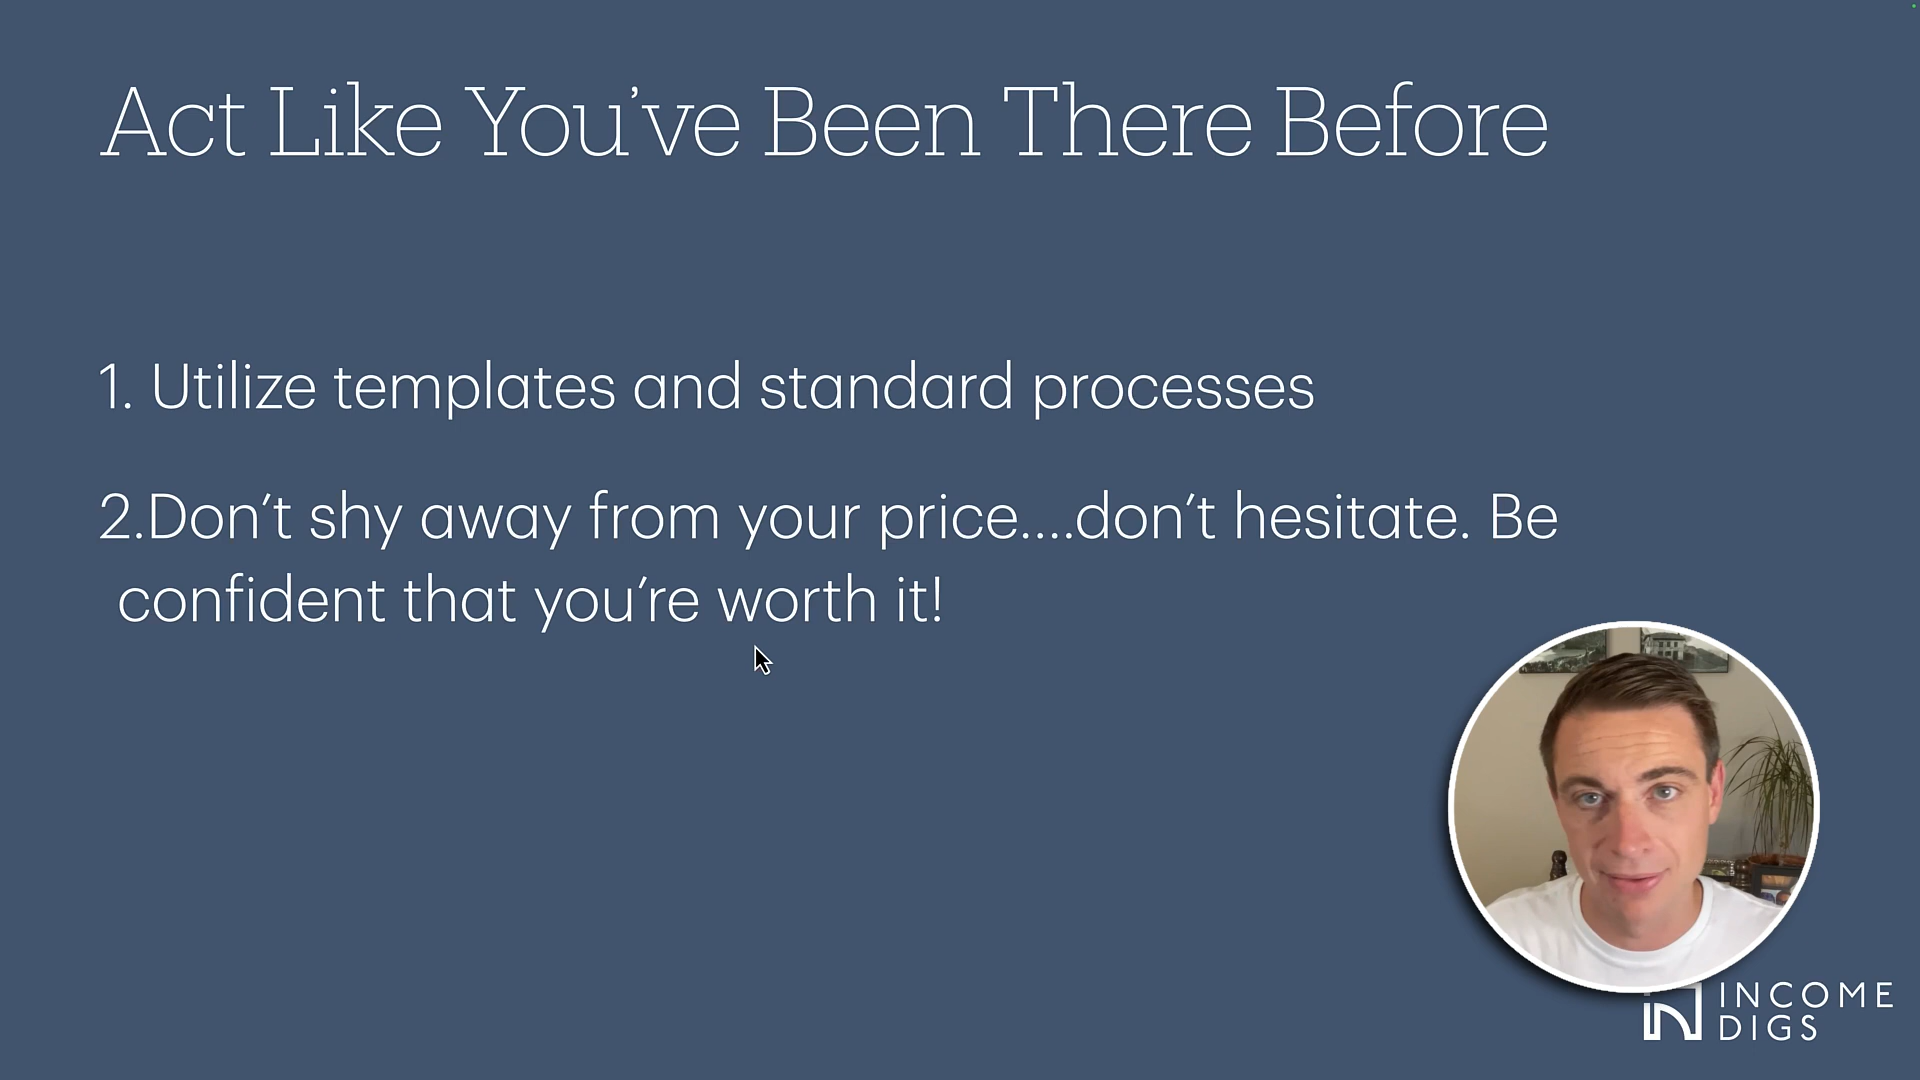 Act Like You’ve Been There Before
1. Utilize templates and standard processes
2.Don’t shy away from your price....don’t hesitate. Be
confident that you’re worth it!
INCOME
DIGS